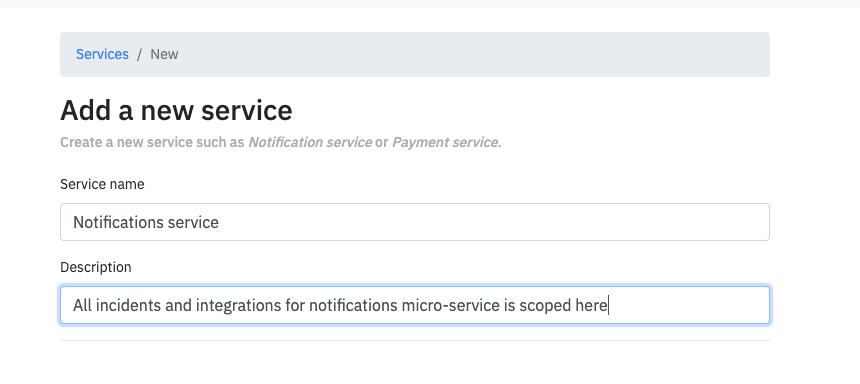 Services / New
Add a new service
Create a new service such as Notification service or Payment service.
Service name
Notifications service
Description
All incidents and integrations for notifications micro-service is scoped here